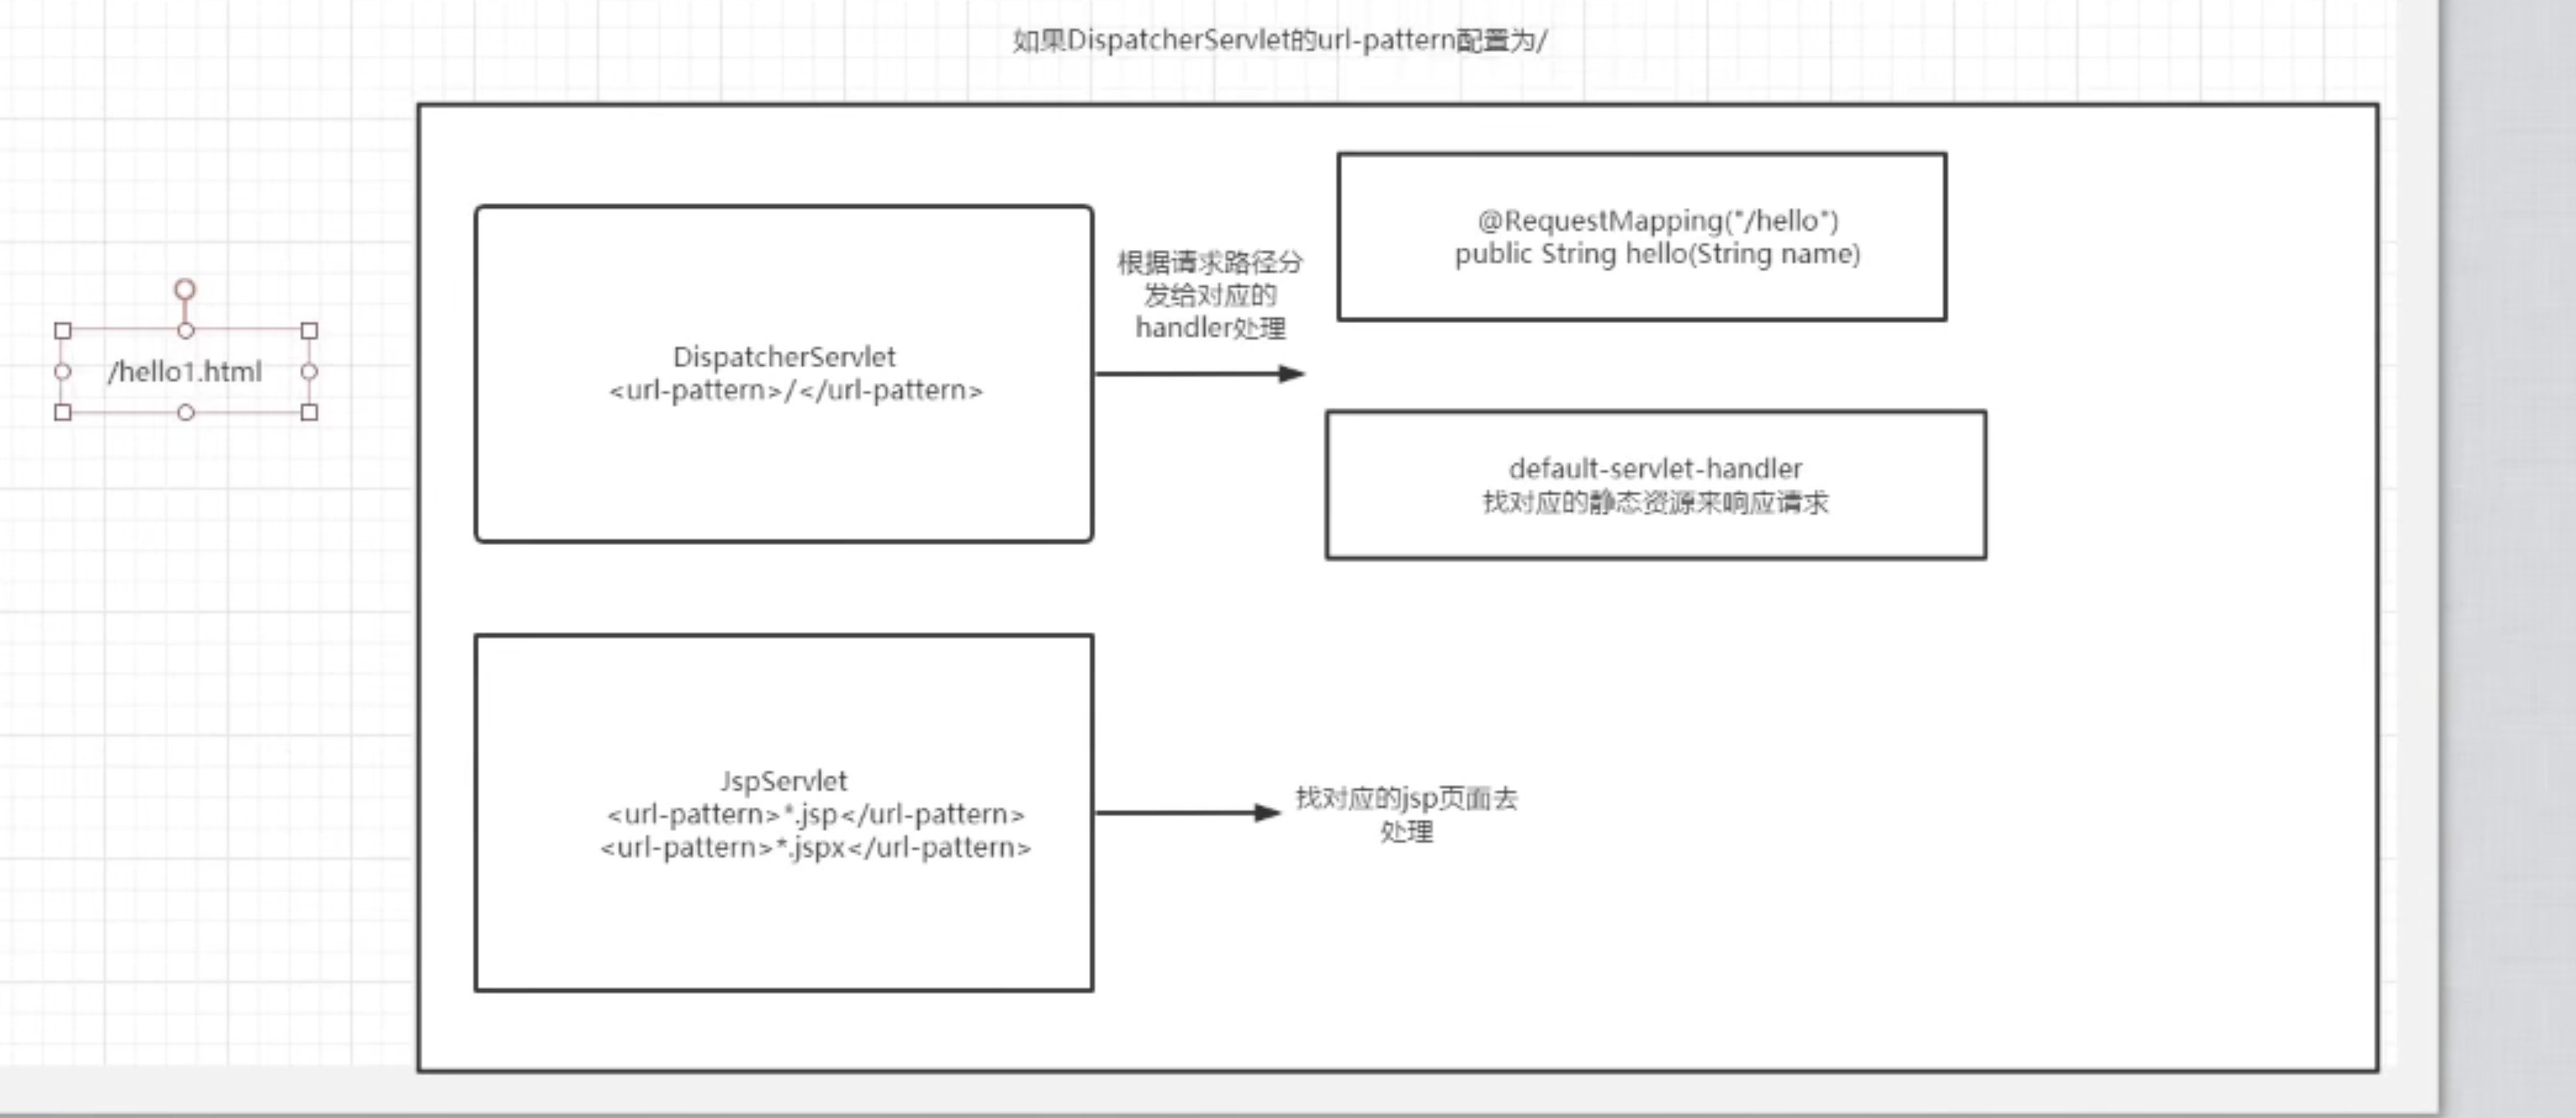 如果DispatcherServlet的url-pattern配置为/
/hello1.html
DispatcherServlet
<url-pattern>/</url-pattern>
根据请求路径分
发给对应的
handler处理
@RequestMapping("/hello")
public String hello(String name)
default-servlet-handler
找对应的静态资源来响应请求
JspServlet
<url-pattern>*.jsp</url-pattern>
<url-pattern>*.jspx</url-pattern>
找对应的jsp页面去
处理